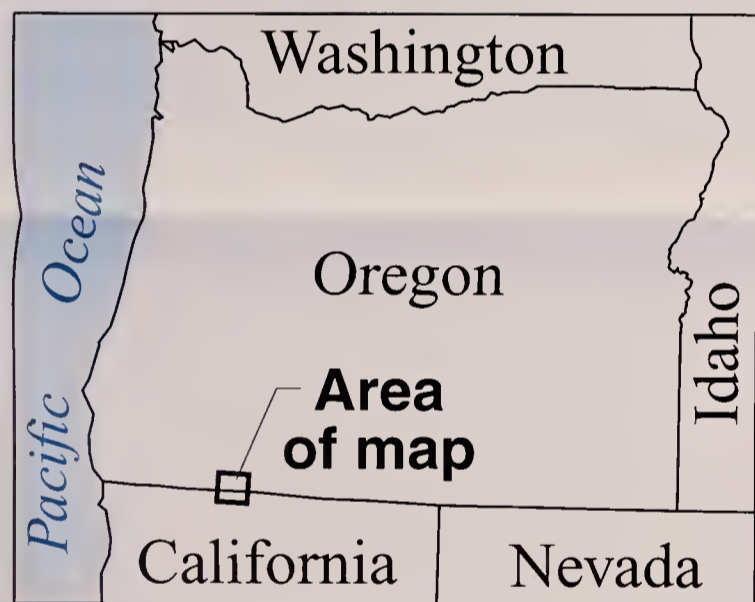 Washington
Pacific Ocean
Oregon
Idaho
Area
of map
California
Nevada